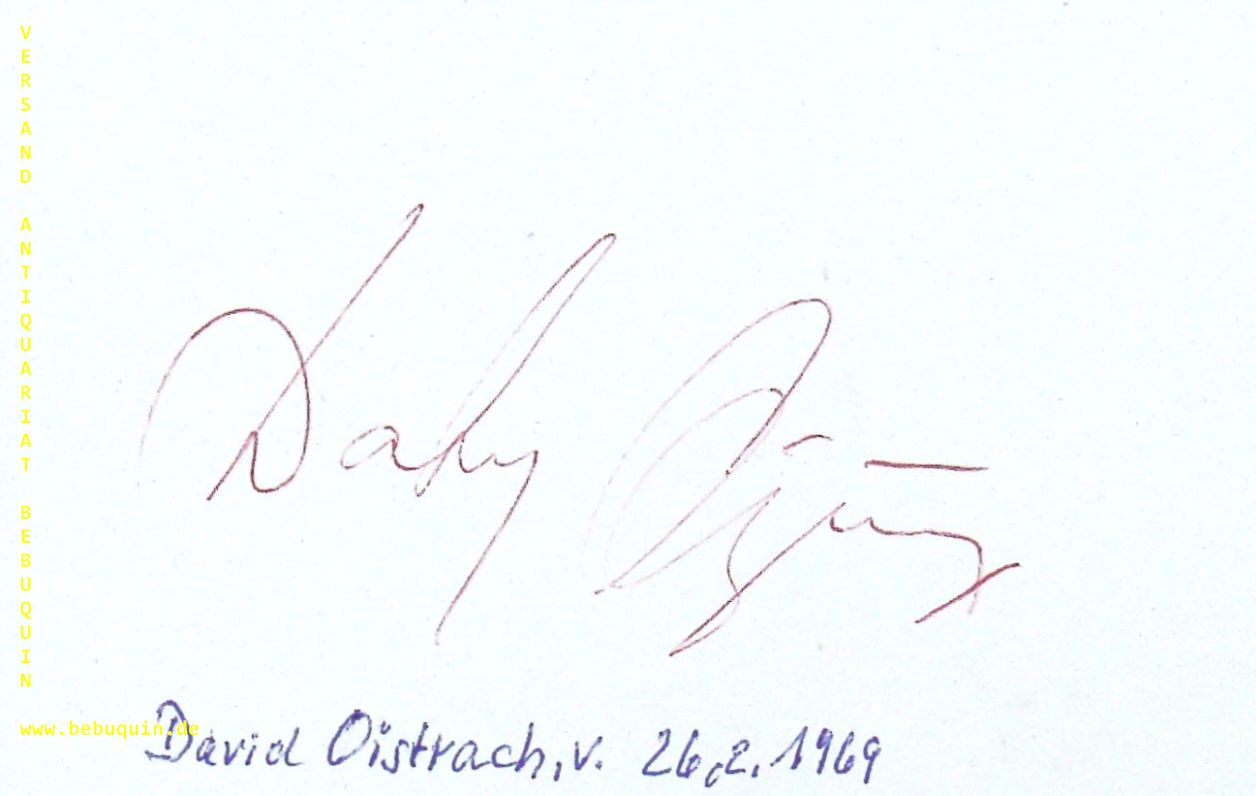 VERSAND ANTIQUARIAT BEBUQUIN
www.bebuquin.de
David Oistrach, v. 26.2.1969